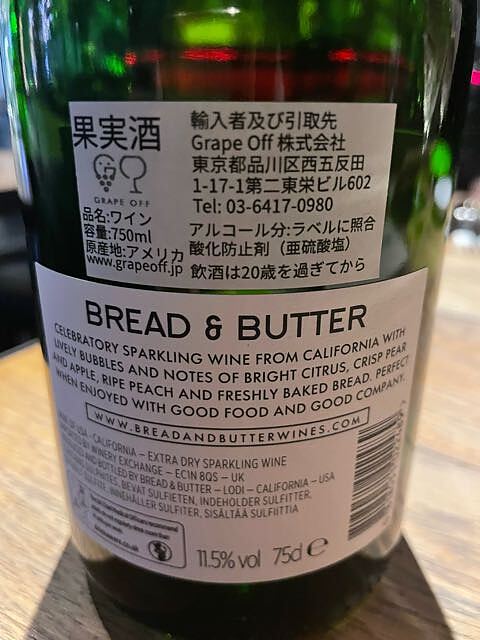 果実酒
GRAPE OFF
品名:ワイン
容量:750ml
原産地:アメリカ
www.grapeoff.jp
輸入者及び引取先
Grape Off 株式会社
東京都品川区西五反田
1-17-1第二東栄ビル602
Tel: 03-6417-0980
アルコール分:ラベルに照合
酸化防止剤（亜硫酸塩）
飲酒は20歳を過ぎてから
BREAD & BUTTER
CELEBRATORY SPARKLING WINE FROM CALIFORNIA WITH
LIVELY BUBBLES AND NOTES OF BRIGHT CITRUS, CRISP PEAR
AND APPLE, RIPE PEACH AND FRESHLY BAKED BREAD. PERFECT
WHEN ENJOYED WITH GOOD FOOD AND GOOD COMPANY.
WWW.BREADANDBUTTERWINES.COM
OF USA - CALIFORNIA – EXTRA DRY SPARKLING WINE
BY WINERY EXCHANGE – EC1N 8QS – UK
AND BOTTLED BY BREAD & BUTTER – LODI – CALIFORNIA – USA
BEVAT SULFIETEN, INDEHOLDER SULFITTER,
INNEHÅLLER SULFITER, SISÄLTÄÄ SULFIITTIA
11.5% vol 75cl e